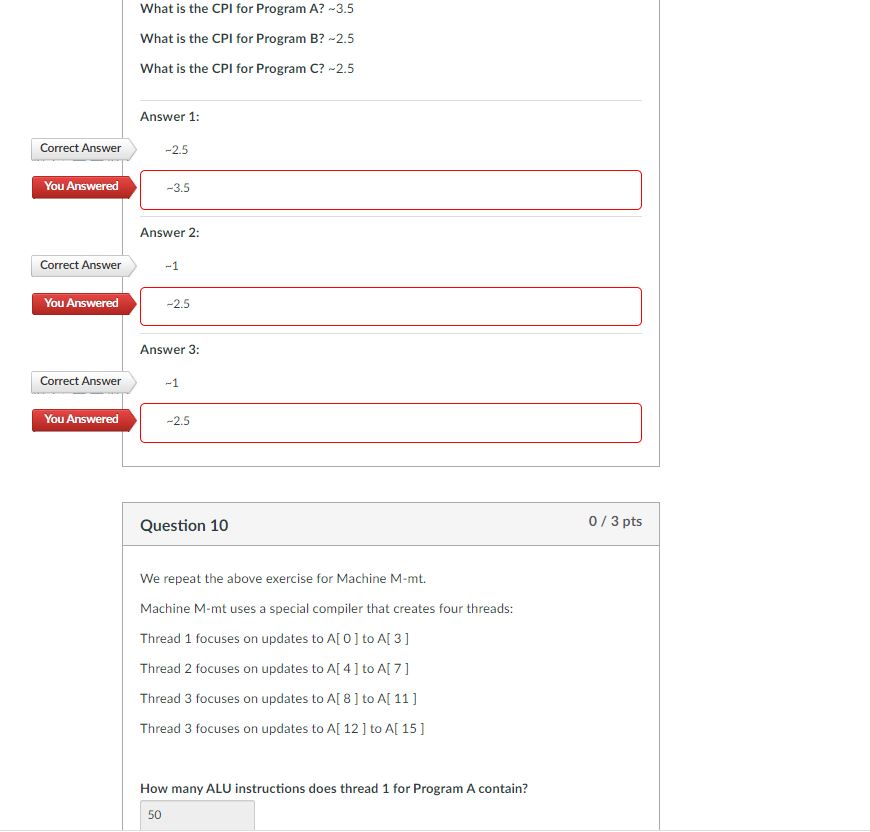 What is the CPI for Program A? ~3.5
What is the CPI for Program B? ~2.5
What is the CPI for Program C? ~2.5
Answer 1:
Correct Answer
~2.5
You Answered
~3.5
Answer 2:
Correct Answer
~1
You Answered
~2.5
Answer 3:
Correct Answer
~1
You Answered
~2.5
Question 10
0 / 3 pts
We repeat the above exercise for Machine M-mt.
Machine M-mt uses a special compiler that creates four threads:
Thread 1 focuses on updates to A[ 0 ] to A[ 3 ]
Thread 2 focuses on updates to A[ 4 ] to A[ 7 ]
Thread 3 focuses on updates to A[ 8 ] to A[ 11 ]
Thread 3 focuses on updates to A[ 12 ] to A[ 15 ]
How many ALU instructions does thread 1 for Program A contain?
50